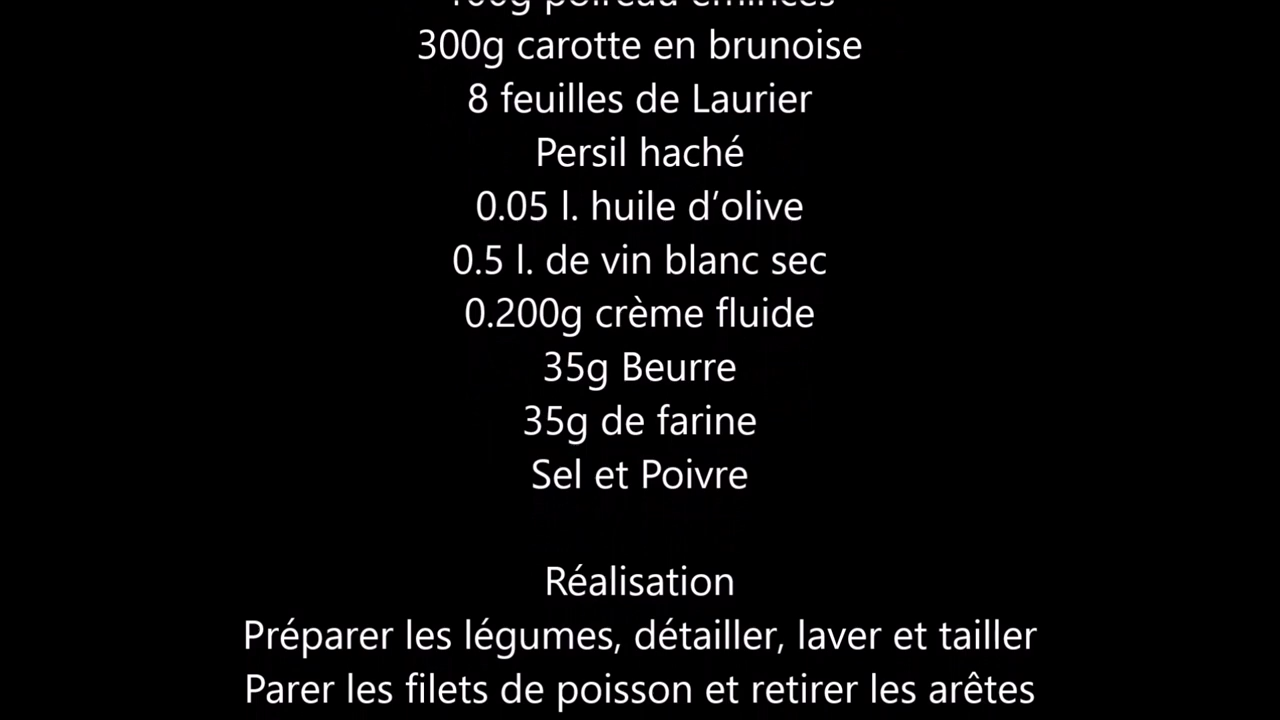 poireau émincés
300g carotte en brunoise
8 feuilles de Laurier
Persil haché
0.05 l. huile d’olive
0.5 l. de vin blanc sec
0.200g crème fluide
35g Beurre
35g de farine
Sel et Poivre
Réalisation
Préparer les légumes, détailler, laver et tailler
Parer les filets de poisson et retirer les arêtes